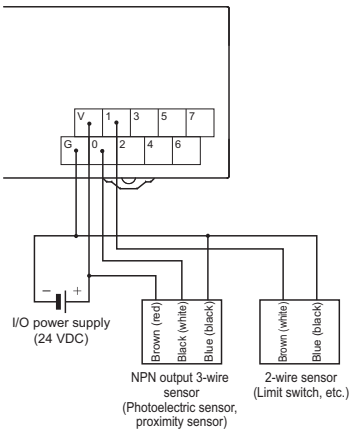 V 1 3 5 7
G 0 2 4 6
− +
I/O power supply
(24 VDC)
Brown (red)
Black (white)
Blue (black)
Brown (white)
Blue (black)
NPN output 3-wire
sensor
(Photoelectric sensor,
proximity sensor)
2-wire sensor
(Limit switch, etc.)